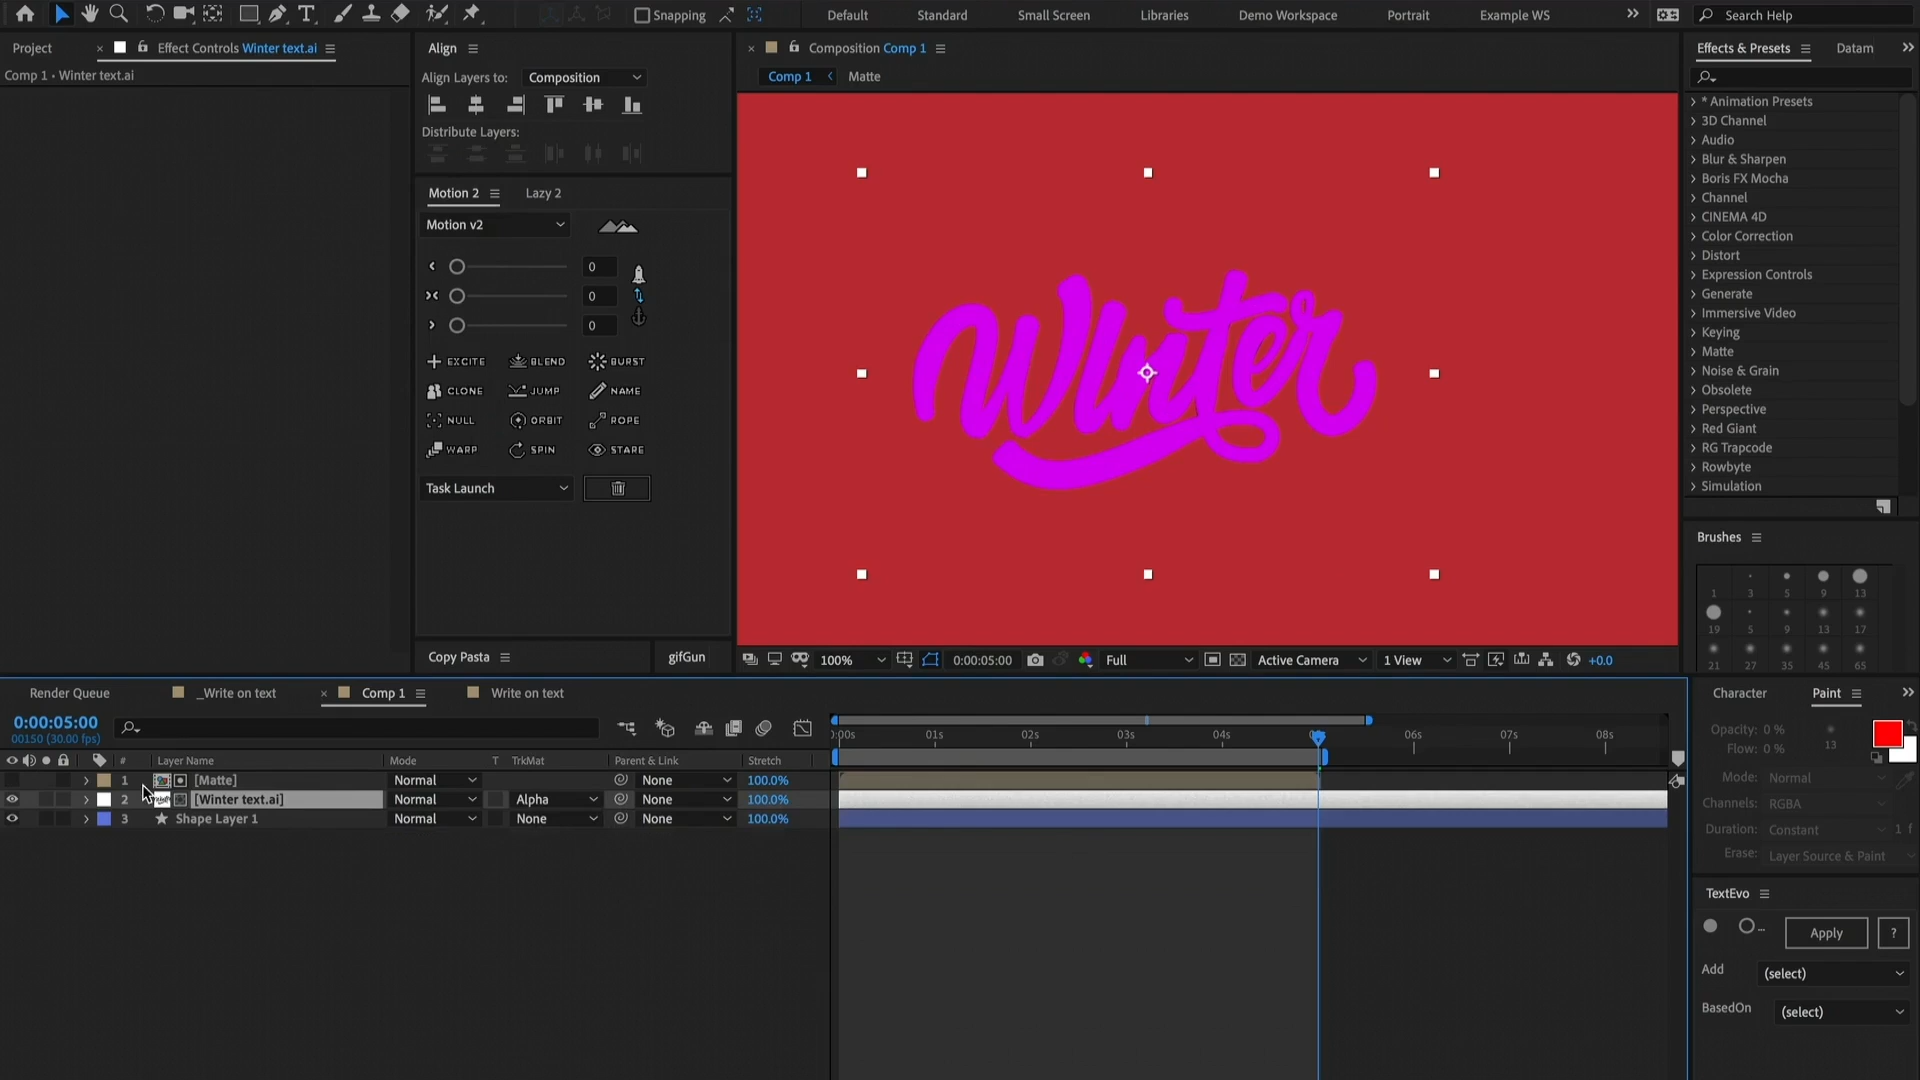 Snapping
Default
Standard
Small Screen
Libraries
Demo Workspace
Portrait
Example WS
Search Help
Project
Effect Controls Winter text.ai
Comp 1 • Winter text.ai
Align
Align Layers to: Composition
Distribute Layers:
Motion 2
Lazy 2
Motion v2
0
0
0
EXCITE BLEND BURST
CLONE JUMP NAME
NULL ORBIT ROPE
WARP SPIN STARE
Task Launch
Copy Pasta
gifGun
Composition Comp 1
Comp 1
Matte
Winter
100%
0:00:05:00
Full
Active Camera
1 View
+0.0
Effects & Presets
Datam
* Animation Presets
3D Channel
Audio
Blur & Sharpen
Boris FX Mocha
Channel
CINEMA 4D
Color Correction
Distort
Expression Controls
Generate
Immersive Video
Keying
Matte
Noise & Grain
Obsolete
Perspective
Red Giant
RG Trapcode
Rowbyte
Simulation
Brushes
1 3 5 9 13
19 5 9 13 17
21 27 35 45 65
Render Queue
_Write on text
Comp 1
Write on text
0:00:05:00
00150 (30.00 fps)
:00s 01s 02s 03s 04s 06s 07s 08s
# Layer Name Mode T TrkMat Parent & Link Stretch
1 [Matte] Normal None 100.0%
2 [Winter text.ai] Normal Alpha None 100.0%
3 Shape Layer 1 Normal None None 100.0%
Character
Paint
Opacity: 0 %
Flow: 0 %
13
Mode: Normal
Channels: RGBA
Duration: Constant 1 f
Erase: Layer Source & Paint
TextEvo
...
Apply
?
Add (select)
BasedOn (select)